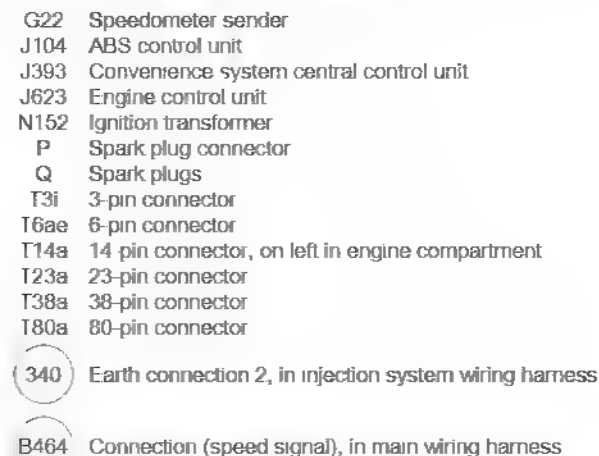 G22 Speedometer sender
J104 ABS control unit
J393 Convenience system central control unit
J623 Engine control unit
N152 Ignition transformer
P Spark plug connector
Q Spark plugs
T3i 3-pin connector
T6ae 6-pin connector
T14a 14-pin connector, on left in engine compartment
T23a 23-pin connector
T38a 38-pin connector
T80a 80-pin connector
340 Earth connection 2, in injection system wiring harness
B464 Connection (speed signal), in main wiring harness